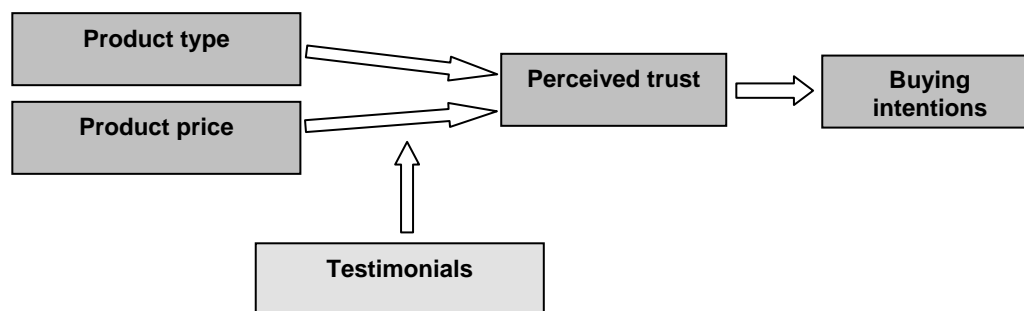 Product type
Perceived trust
Buying
intentions
Product price
Testimonials